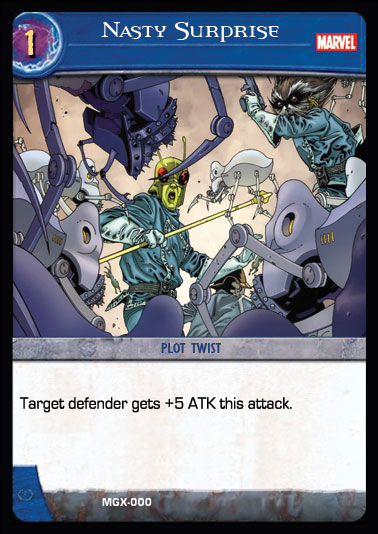 1
Nasty Surprise
MARVEL
PLOT TWIST
Target defender gets +5 ATK this attack.
MGX-000